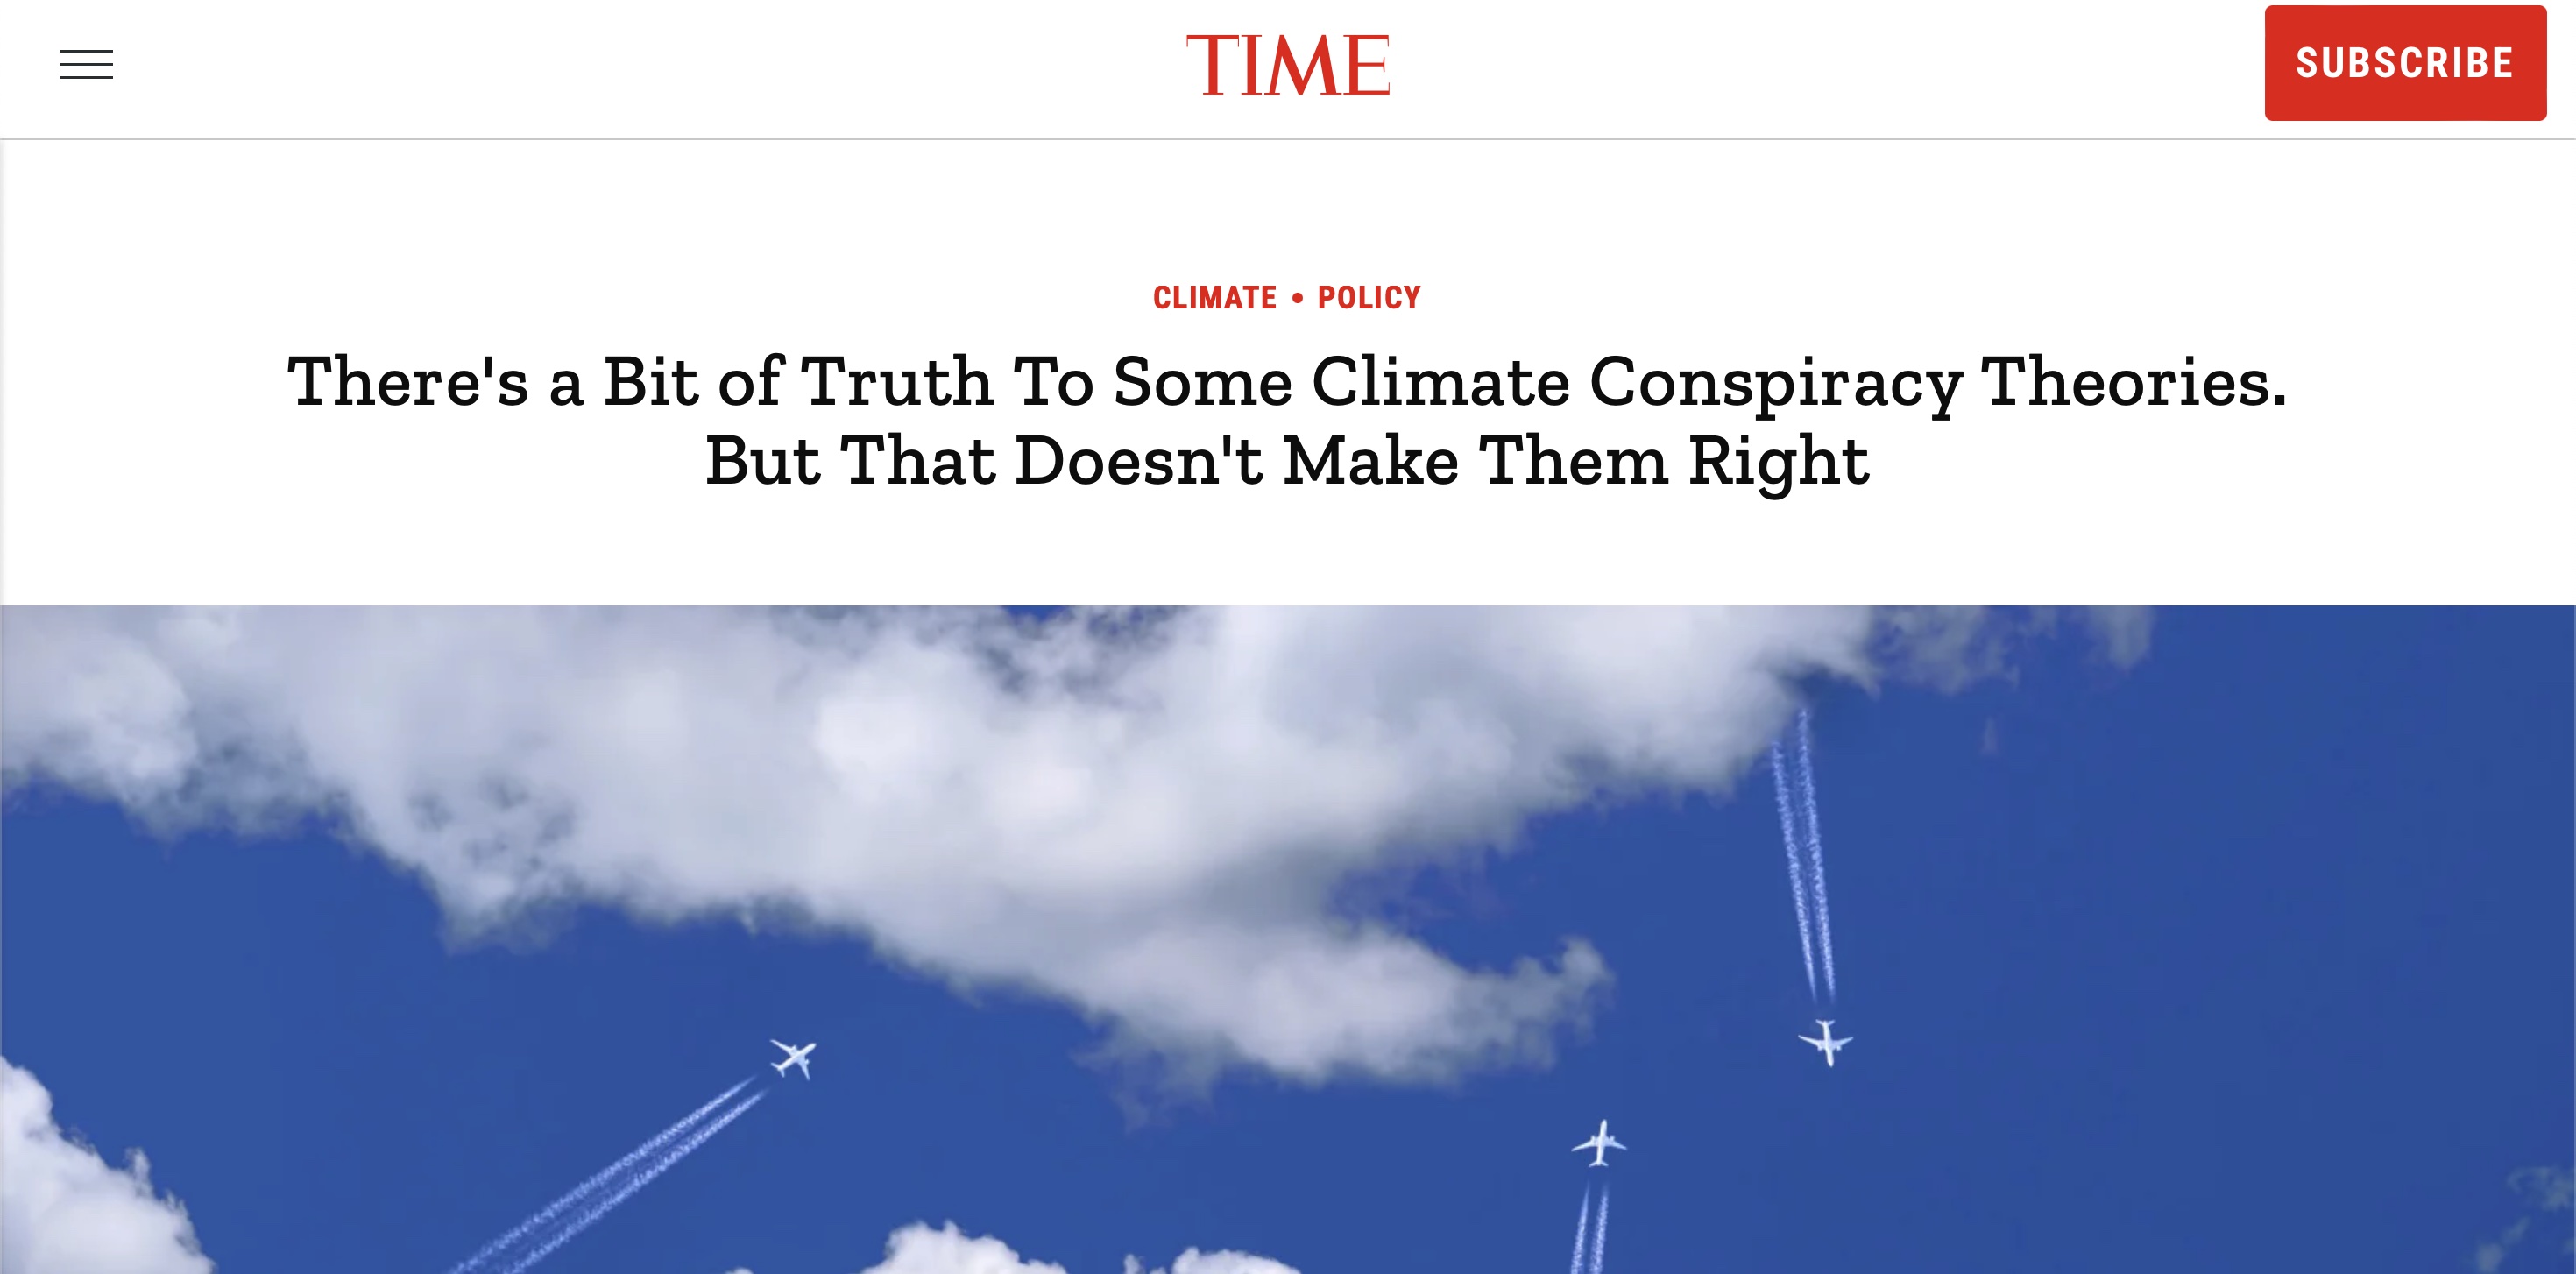 TIME
SUBSCRIBE
CLIMATE • POLICY
There's a Bit of Truth To Some Climate Conspiracy Theories.
But That Doesn't Make Them Right